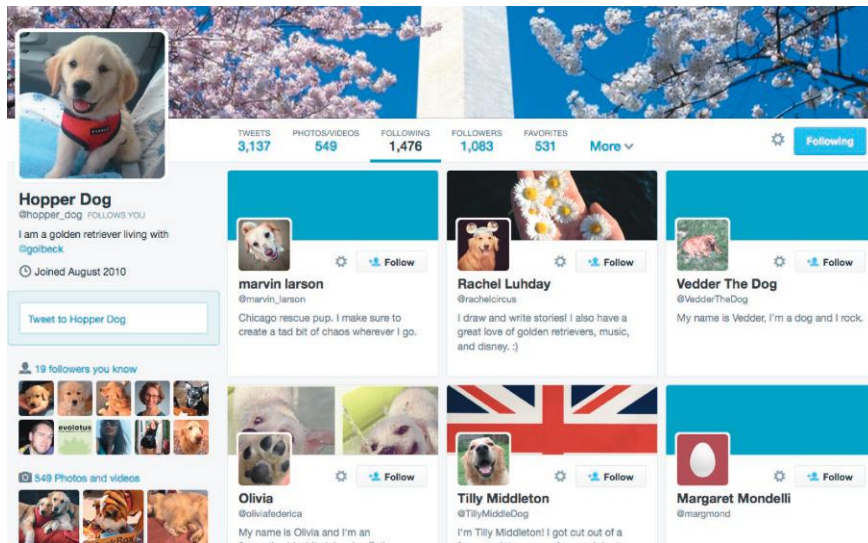 TWEETS PHOTOS/VIDEOS FOLLOWING FOLLOWERS FAVORITES
3,137 549 1,476 1,083 531 More
Following
Hopper Dog
@hopper_dog FOLLOWS YOU
I am a golden retriever living with
@golbeck
Joined August 2010
Tweet to Hopper Dog
19 followers you know
evolotus
549 Photos and videos
Follow
marvin larson
@marvin_larson
Chicago rescue pup. I make sure to
create a tad bit of chaos wherever I go.
Follow
Rachel Luhday
@rachelcircus
I draw and write stories! I also have a
great love of golden retrievers, music,
and disney. :)
Follow
Vedder The Dog
@VedderTheDog
My name is Vedder, I'm a dog and I rock.
Follow
Olivia
@oliviafederica
My name is Olivia and I'm an
Follow
Tilly Middleton
@TillyMiddleDog
I'm Tilly Middleton! I got cut out of a
Follow
Margaret Mondelli
@margmond